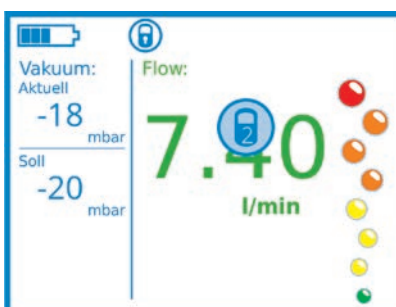 Vakuum:
Aktuell
-18
mbar
Soll
-20
mbar
Flow:
7.40
2
l/min